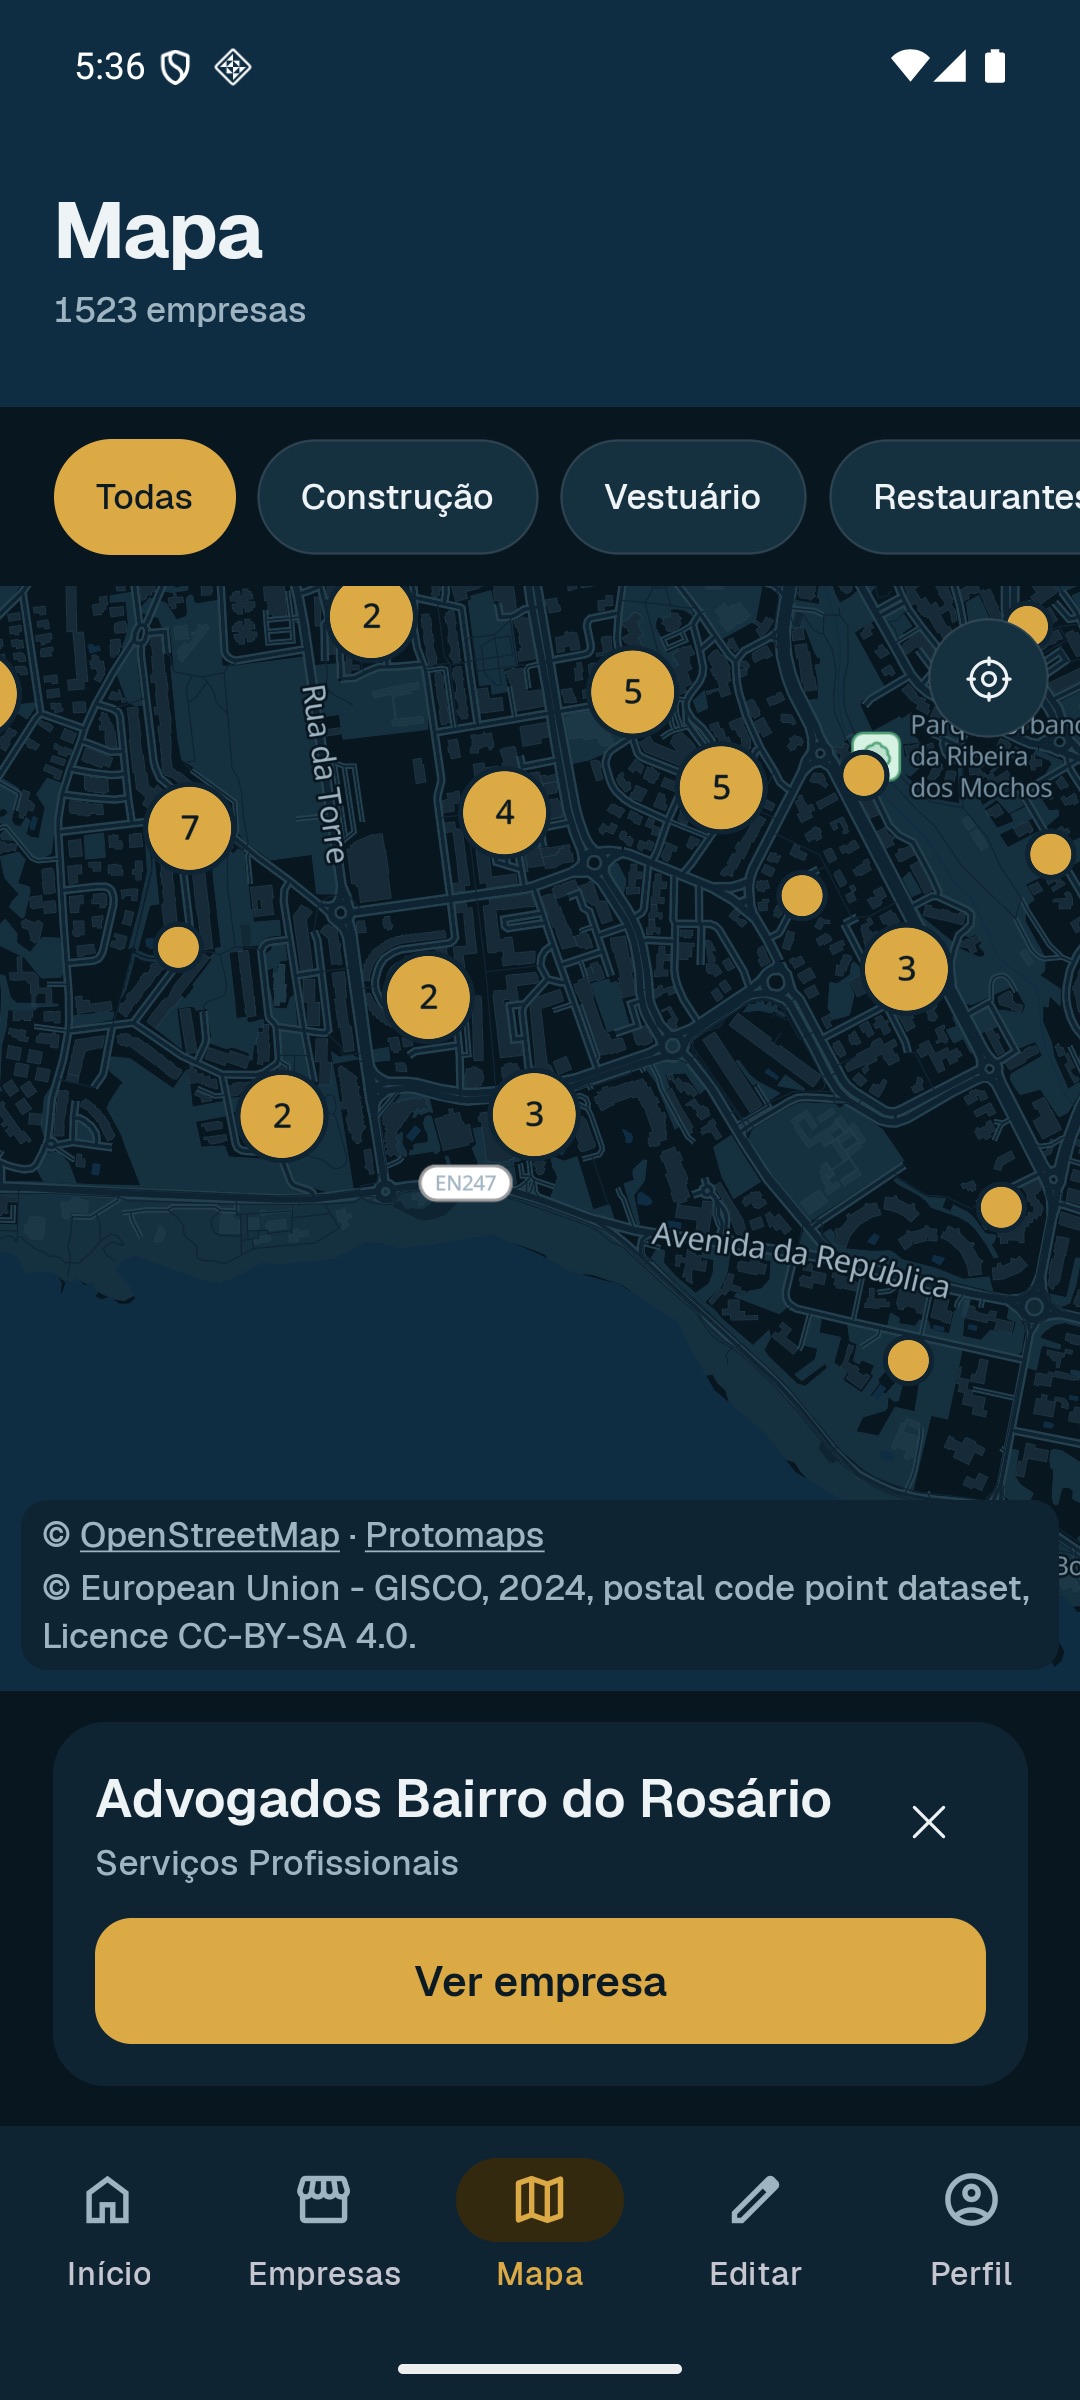 5:36
Mapa
1523 empresas
Todas
Construção
Vestuário
Restaurantes
2
5
Rua da Torre
da Ribeira
dos Mochos
5
4
7
3
2
2
3
EN247
Avenida da República
© OpenStreetMap · Protomaps
© European Union - GISCO, 2024, postal code point dataset,
Licence CC-BY-SA 4.0.
Advogados Bairro do Rosário
Serviços Profissionais
Ver empresa
Início
Empresas
Mapa
Editar
Perfil